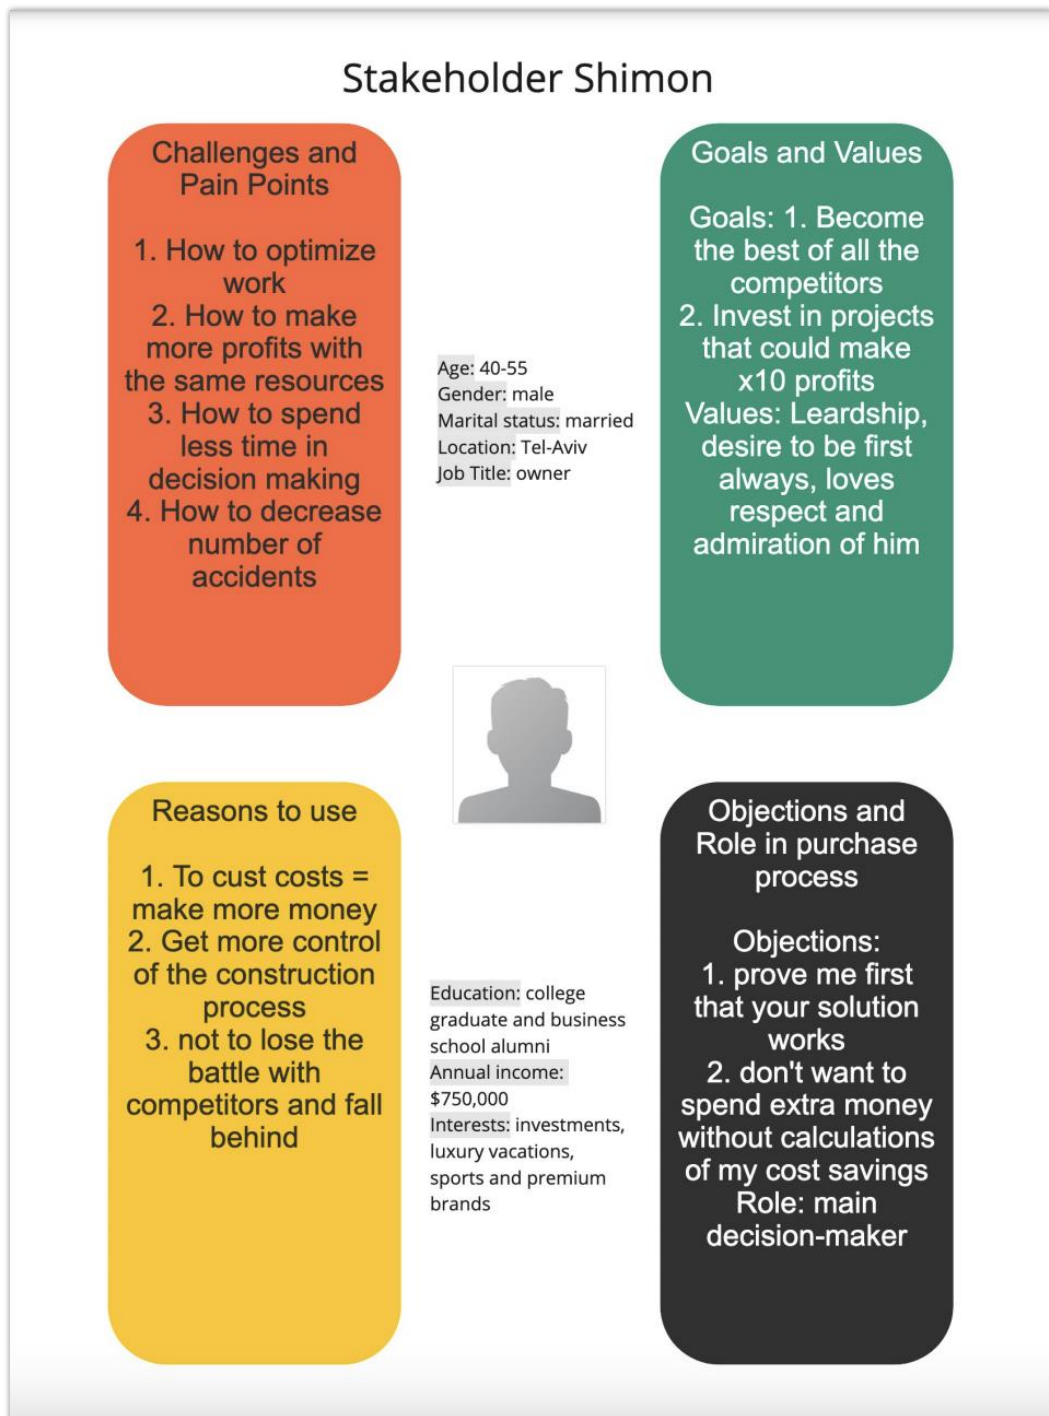 Stakeholder Shimon
Challenges and
Pain Points
1. How to optimize
work
2. How to make
more profits with
the same resources
3. How to spend
less time in
decision making
4. How to decrease
number of
accidents
Age: 40-55
Gender: male
Marital status: married
Location: Tel-Aviv
Job Title: owner
Goals and Values
Goals: 1. Become
the best of all the
competitors
2. Invest in projects
that could make
x10 profits
Values: Leardship,
desire to be first
always, loves
respect and
admiration of him
Reasons to use
1. To cust costs =
make more money
2. Get more control
of the construction
process
3. not to lose the
battle with
competitors and fall
behind
Education: college
graduate and business
school alumni
Annual income:
$750,000
Interests: investments,
luxury vacations,
sports and premium
brands
Objections and
Role in purchase
process
Objections:
1. prove me first
that your solution
works
2. don't want to
spend extra money
without calculations
of my cost savings
Role: main
decision-maker